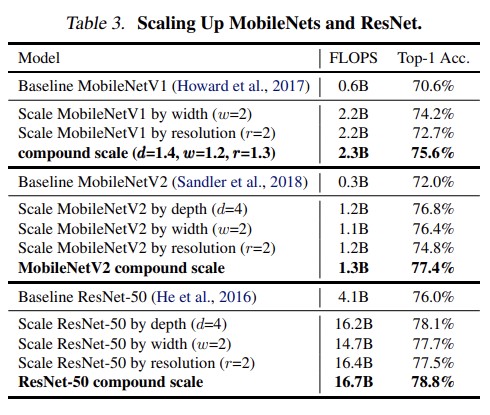 Table 3. Scaling Up MobileNets and ResNet.
Model FLOPS Top-1 Acc.
Baseline MobileNetV1 (Howard et al., 2017) 0.6B 70.6%
Scale MobileNetV1 by width (w=2) 2.2B 74.2%
Scale MobileNetV1 by resolution (r=2) 2.2B 72.7%
compound scale (d=1.4, w=1.2, r=1.3) 2.3B 75.6%
Baseline MobileNetV2 (Sandler et al., 2018) 0.3B 72.0%
Scale MobileNetV2 by depth (d=4) 1.2B 76.8%
Scale MobileNetV2 by width (w=2) 1.1B 76.4%
Scale MobileNetV2 by resolution (r=2) 1.2B 74.8%
MobileNetV2 compound scale 1.3B 77.4%
Baseline ResNet-50 (He et al., 2016) 4.1B 76.0%
Scale ResNet-50 by depth (d=4) 16.2B 78.1%
Scale ResNet-50 by width (w=2) 14.7B 77.7%
Scale ResNet-50 by resolution (r=2) 16.4B 77.5%
ResNet-50 compound scale 16.7B 78.8%